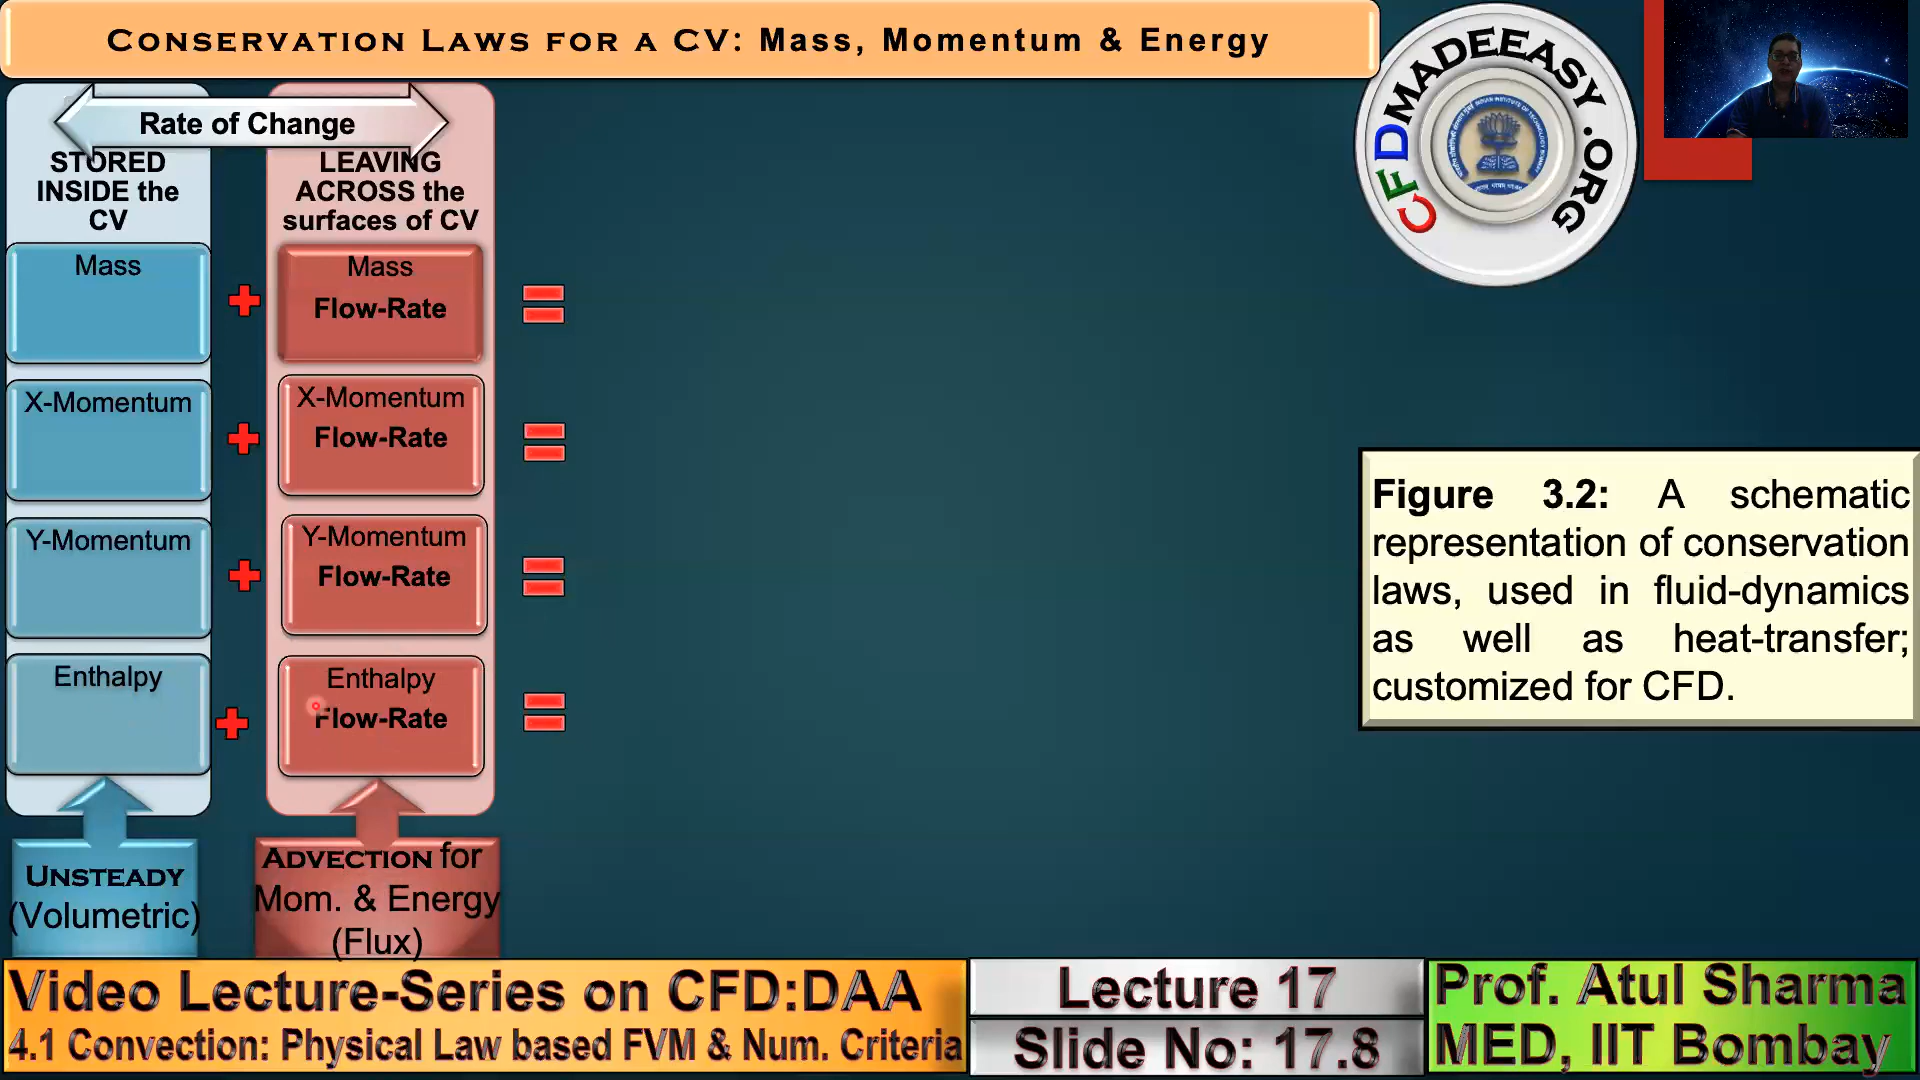 CONSERVATION LAWS FOR A CV: Mass, Momentum & Energy
CFDMADEEASY.ORG
Rate of Change
STORED
INSIDE the
CV
LEAVING
ACROSS the
surfaces of CV
Mass
Mass
Flow-Rate
X-Momentum
X-Momentum
Flow-Rate
Y-Momentum
Y-Momentum
Flow-Rate
Enthalpy
Enthalpy
Flow-Rate
UNSTEADY
(Volumetric)
ADVECTION for
Mom. & Energy
(Flux)
Figure 3.2: A schematic
representation of conservation
laws, used in fluid-dynamics
as well as heat-transfer;
customized for CFD.
Video Lecture-Series on CFD:DAA
4.1 Convection: Physical Law based FVM & Num. Criteria
Lecture 17
Slide No: 17.8
Prof. Atul Sharma
MED, IIT Bombay